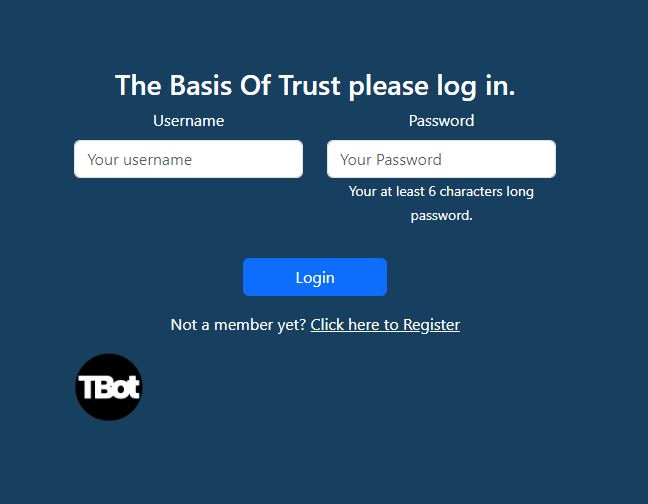 The Basis Of Trust please log in.
Username
Password
Your username
Your Password
Your at least 6 characters long
password.
Login
Not a member yet? Click here to Register
TBot